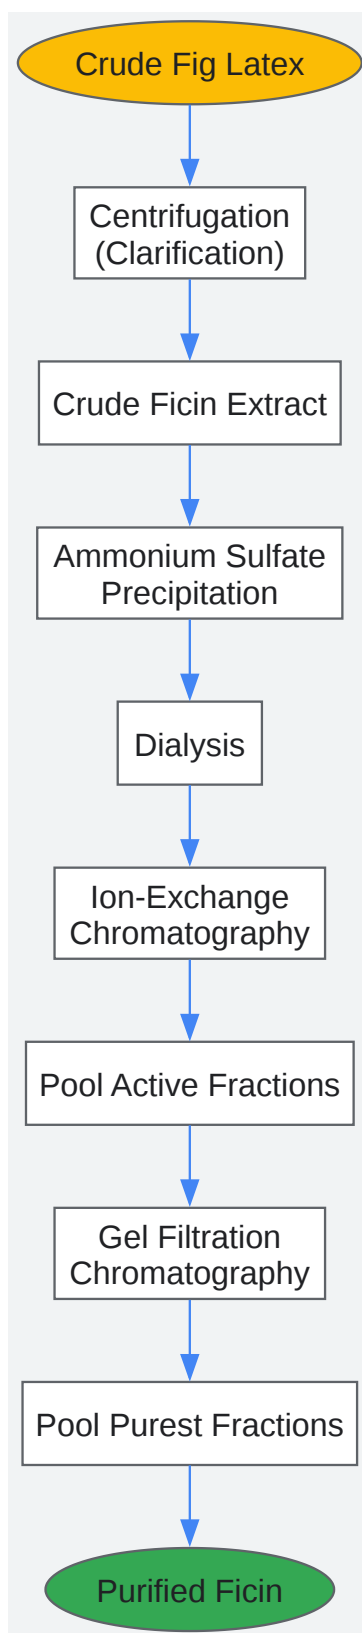 Crude Fig Latex
Centrifugation
(Clarification)
Crude Ficin Extract
Ammonium Sulfate
Precipitation
Dialysis
Ion-Exchange
Chromatography
Pool Active Fractions
Gel Filtration
Chromatography
Pool Purest Fractions
Purified Ficin